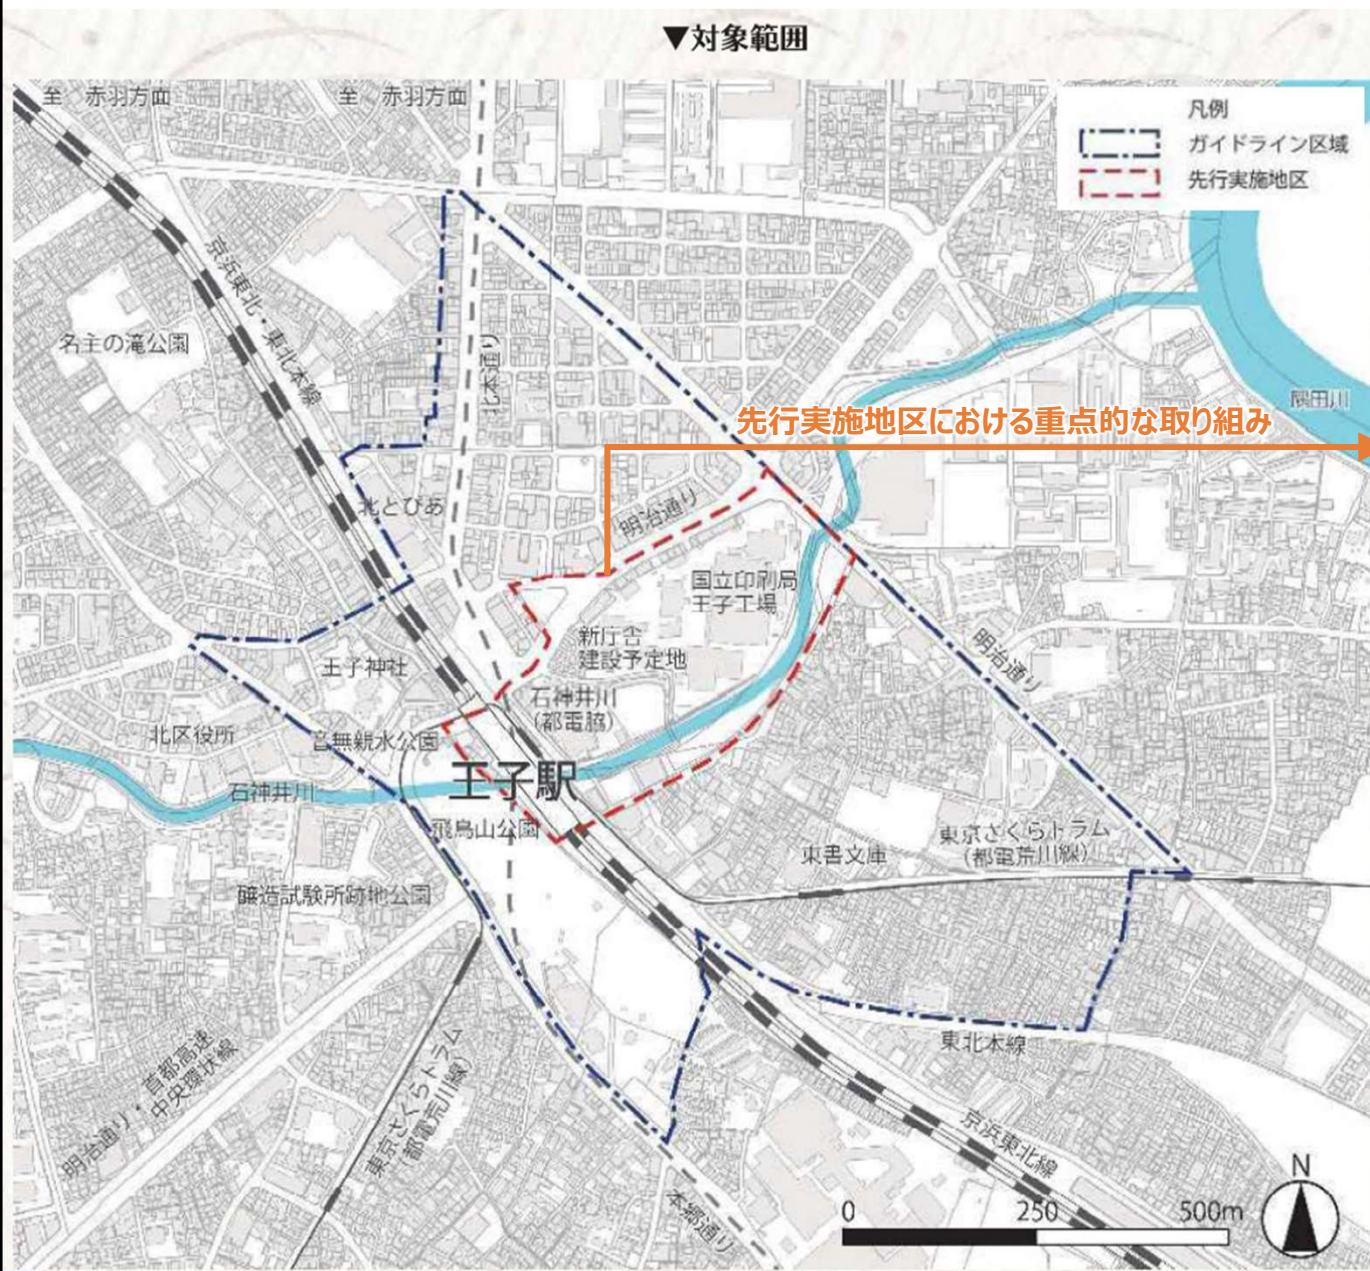 ▼対象範囲
至 赤羽方面
至 赤羽方面
凡例
ガイドライン区域
先行実施地区
京浜東北・東北本線
名主の滝公園
北本通り
隅田川
先行実施地区における重点的な取り組み
北とぴあ
明治通り
国立印刷局
王子工場
新庁舎
建設予定地
明治通り
王子神社
石神井川
(都電脇)
北区役所
音無親水公園
王子駅
石神井川
飛鳥山公園
東京さくらトラム
(都電荒川線)
東書文庫
醸造試験所跡地公園
明治通り・首都高速
中央環状線
東京さくらトラム
(都電荒川線)
東北本線
京浜東北線
本郷通り
N
0 250 500m